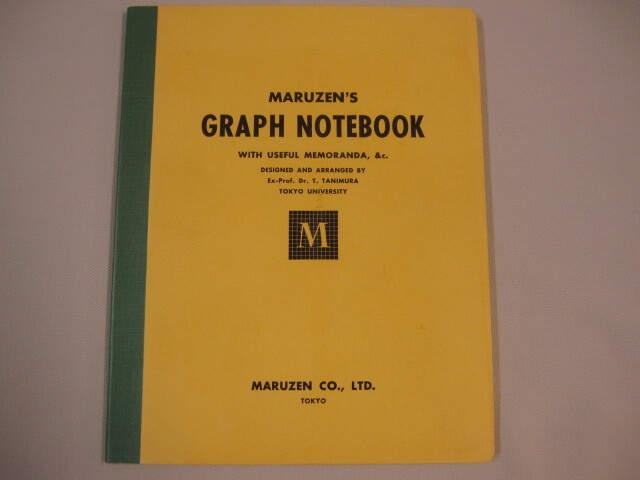 MARUZEN'S
GRAPH NOTEBOOK
WITH USEFUL MEMORANDA, &c.
DESIGNED AND ARRANGED BY
Ex-Prof. Dr. T. TANIMURA
TOKYO UNIVERSITY
M
MARUZEN CO., LTD.
TOKYO